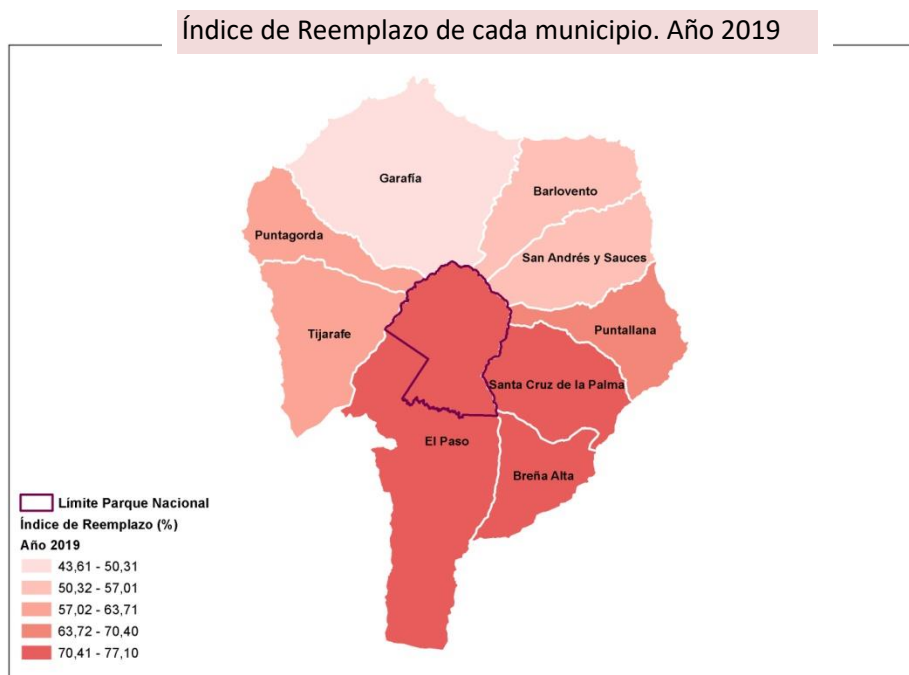 Índice de Reemplazo de cada municipio. Año 2019
Garafía
Barlovento
Puntagorda
San Andrés y Sauces
Tijarafe
Puntallana
Santa Cruz de la Palma
El Paso
Breña Alta
Límite Parque Nacional
Índice de Reemplazo (%)
Año 2019
43,61 - 50,31
50,32 - 57,01
57,02 - 63,71
63,72 - 70,40
70,41 - 77,10